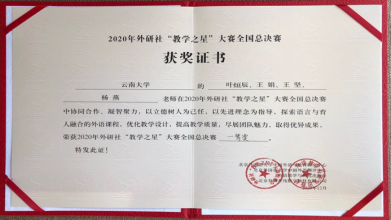 2020年外研社“教学之星”大赛全国总决赛
获奖证书
云南大学 的 叶红辰、王娟、王坚、
杨燕 老师在2020年外研社“教学之星”大赛全国总决赛
中协同合作、凝智聚力，以立德树人为己任，以先进理念为指导，探索语言与育
人融合的外语课程，优化教学设计，提高教学质量，尽展团队魅力，取得优异成果，
荣获2020年外研社“教学之星”大赛全国总决赛 一等奖
特发此证！